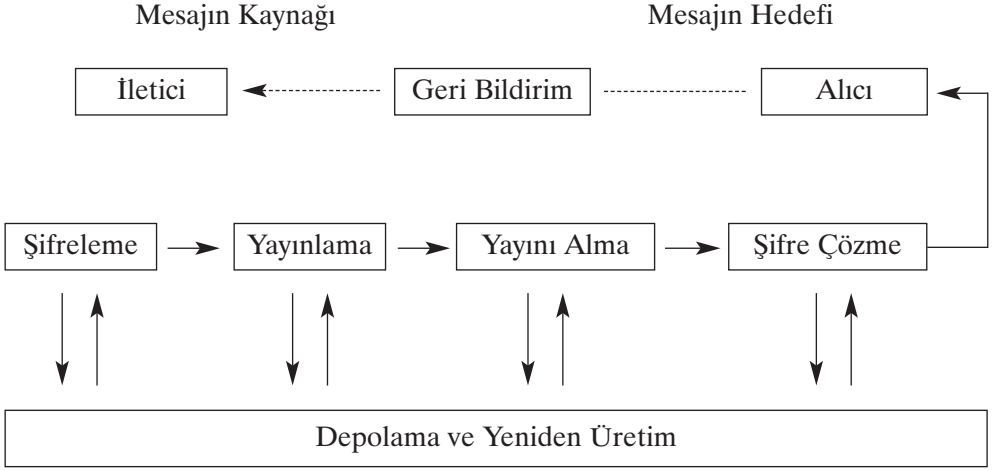 Mesajın Kaynağı Mesajın Hedefi
İletici Geri Bildirim Alıcı
Şifreleme Yayınlama Yayını Alma Şifre Çözme
Depolama ve Yeniden Üretim